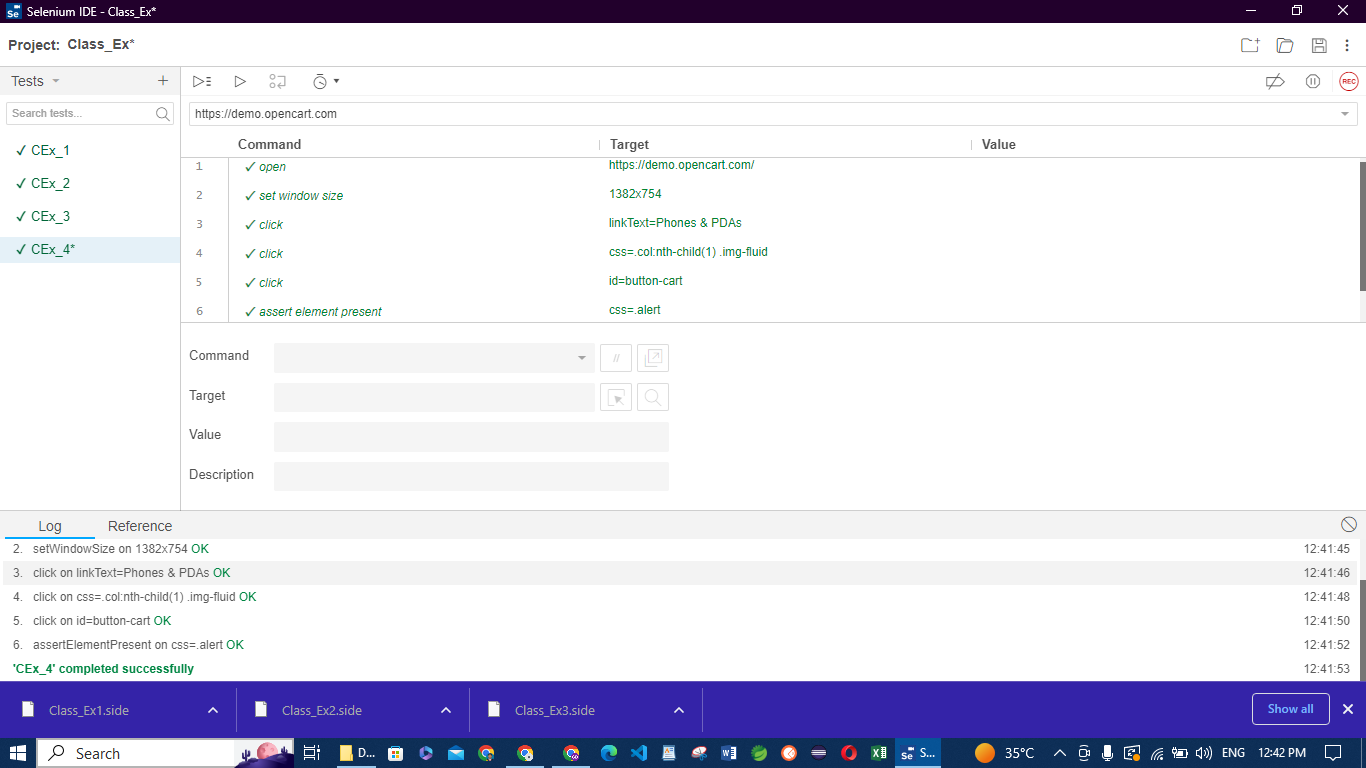 Se Selenium IDE - Class_Ex*
Project: Class_Ex*
Tests
Search tests...
✓ CEx_1
✓ CEx_2
✓ CEx_3
✓ CEx_4*
REC
https://demo.opencart.com
Command Target Value
1 ✓ open https://demo.opencart.com/
2 ✓ set window size 1382x754
3 ✓ click linkText=Phones & PDAs
4 ✓ click css=.col:nth-child(1) .img-fluid
5 ✓ click id=button-cart
6 ✓ assert element present css=.alert
Command //
Target
Value
Description
Log Reference
2. setWindowSize on 1382x754 OK 12:41:45
3. click on linkText=Phones & PDAs OK 12:41:46
4. click on css=.col:nth-child(1) .img-fluid OK 12:41:48
5. click on id=button-cart OK 12:41:50
6. assertElementPresent on css=.alert OK 12:41:52
'CEx_4' completed successfully 12:41:53
Class_Ex1.side Class_Ex2.side Class_Ex3.side Show all
Search D... Se S... 35°C ENG 12:42 PM